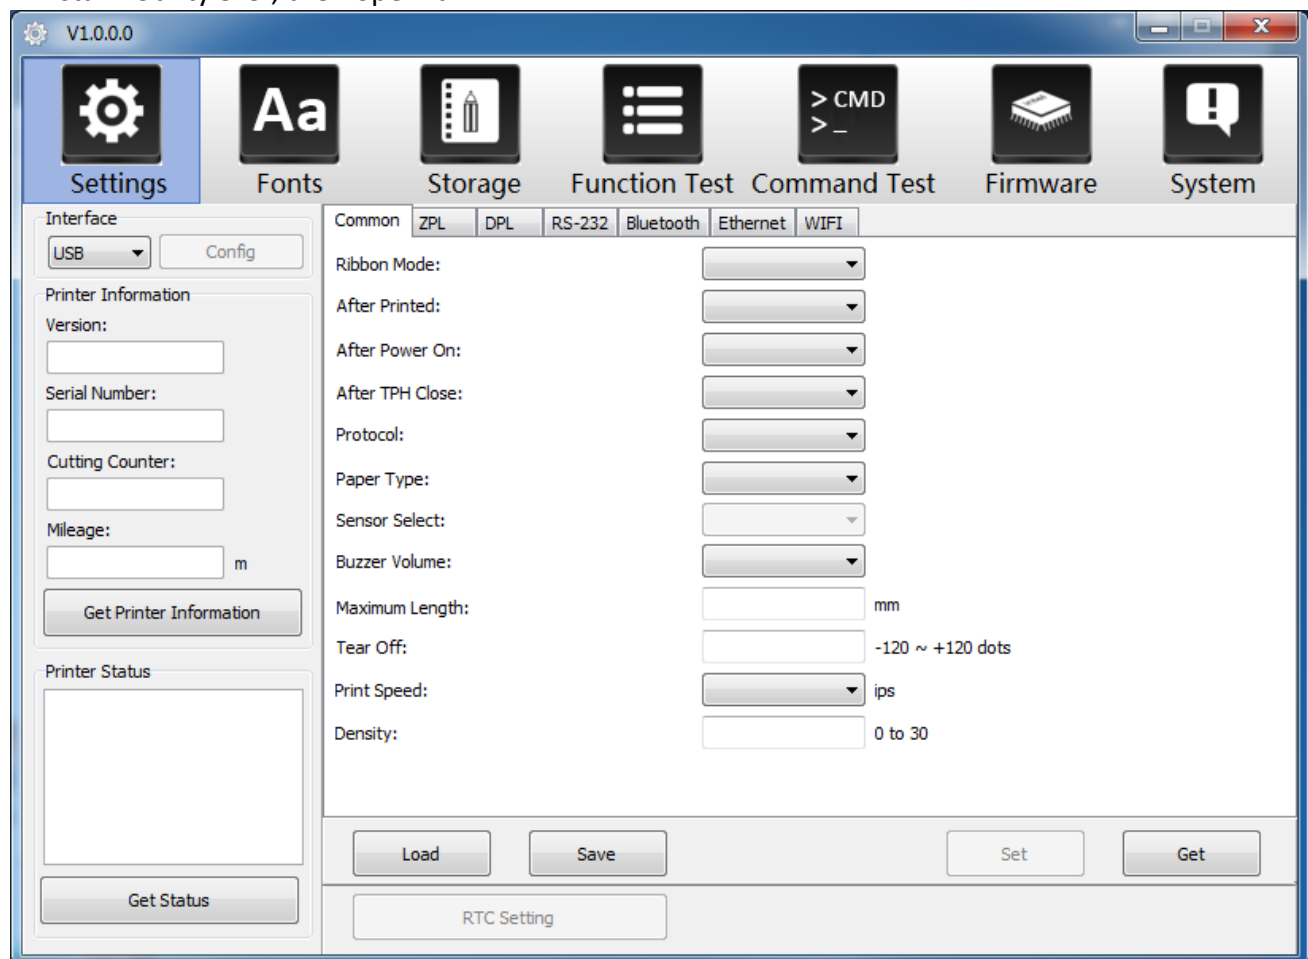 V1.0.0.0
Aa
> CMD
> _
Settings Fonts Storage Function Test Command Test Firmware System
Interface
USB Config
Printer Information
Version:
Serial Number:
Cutting Counter:
Mileage:
m
Get Printer Information
Printer Status
Get Status
Common ZPL DPL RS-232 Bluetooth Ethernet WIFI
Ribbon Mode:
After Printed:
After Power On:
After TPH Close:
Protocol:
Paper Type:
Sensor Select:
Buzzer Volume:
Maximum Length: mm
Tear Off: -120 ~ +120 dots
Print Speed: ips
Density: 0 to 30
Load Save Set Get
RTC Setting